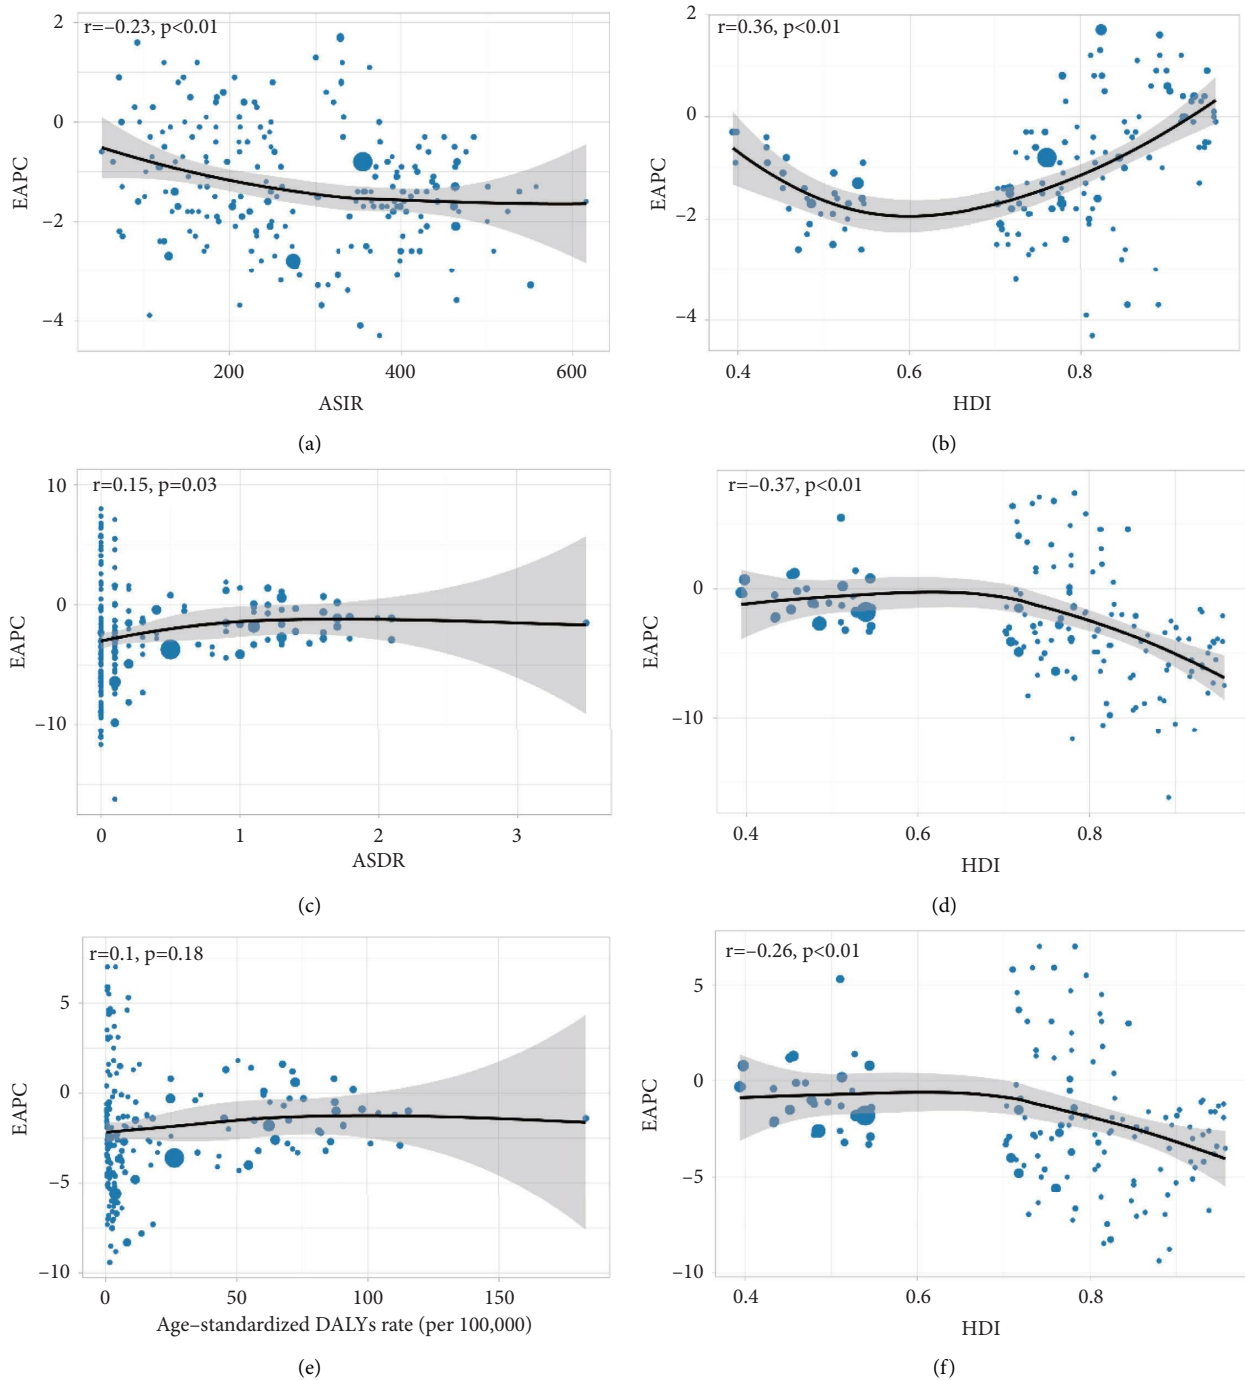 r=–0.23, p<0.01
2
0
–2
–4
EAPC
200
400
600
ASIR
(a)
r=0.36, p<0.01
2
0
–2
–4
EAPC
0.4
0.6
0.8
HDI
(b)
r=0.15, p=0.03
10
0
–10
EAPC
0
1
2
3
ASDR
(c)
r=–0.37, p<0.01
0
–10
EAPC
0.4
0.6
0.8
HDI
(d)
r=0.1, p=0.18
5
0
–5
–10
EAPC
0
50
100
150
Age–standardized DALYs rate (per 100,000)
(e)
r=–0.26, p<0.01
5
0
–5
–10
EAPC
0.4
0.6
0.8
HDI
(f)